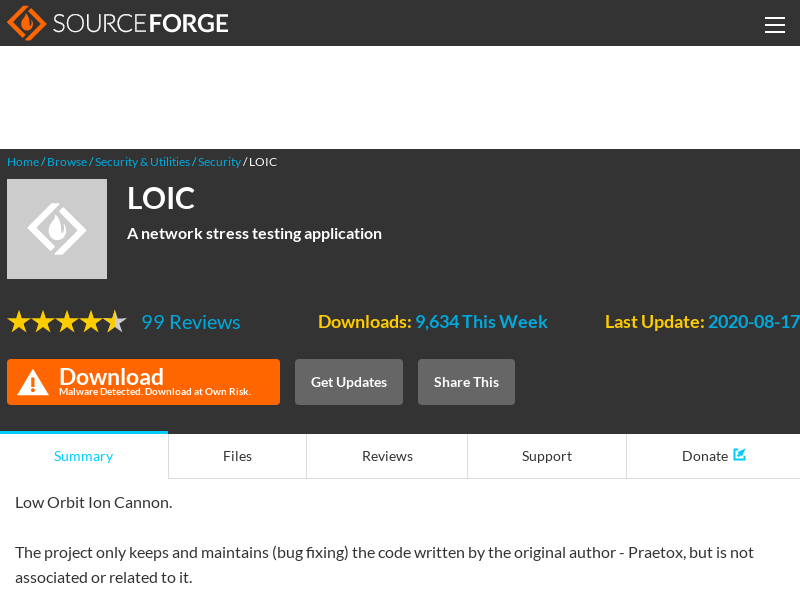 SOURCEFORGE
Home / Browse / Security & Utilities / Security / LOIC
LOIC
A network stress testing application
99 Reviews
Downloads: 9,634 This Week
Last Update: 2020-08-17
Download
Malware Detected. Download at Own Risk.
Get Updates
Share This
Summary
Files
Reviews
Support
Donate
Low Orbit Ion Cannon.
The project only keeps and maintains (bug fixing) the code written by the original author - Praetox, but is not
associated or related to it.